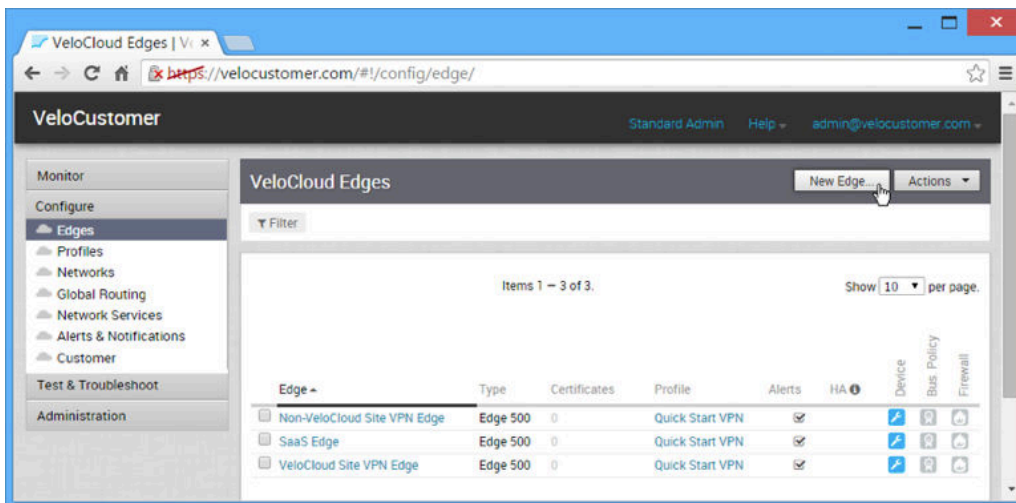 VeloCloud Edges | Ve
https://velocustomer.com/#!/config/edge/
VeloCustomer
Standard Admin Help admin@velocustomer.com
Monitor
Configure
Edges
Profiles
Networks
Global Routing
Network Services
Alerts & Notifications
Customer
Test & Troubleshoot
Administration
VeloCloud Edges
New Edge... Actions
Filter
Items 1 – 3 of 3.
Show 10 per page.
Edge Type Certificates Profile Alerts HA Device Bus. Policy Firewall
Non-VeloCloud Site VPN Edge Edge 500 0 Quick Start VPN
SaaS Edge Edge 500 0 Quick Start VPN
VeloCloud Site VPN Edge Edge 500 0 Quick Start VPN